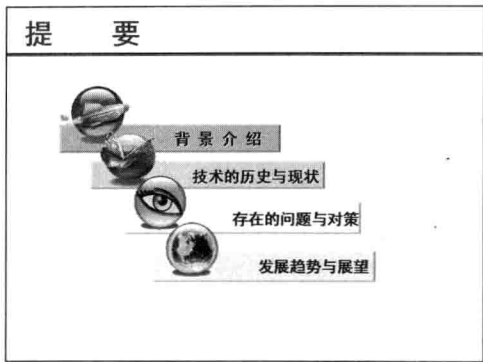 提 要
背景介绍
技术的历史与现状
存在的问题与对策
发展趋势与展望